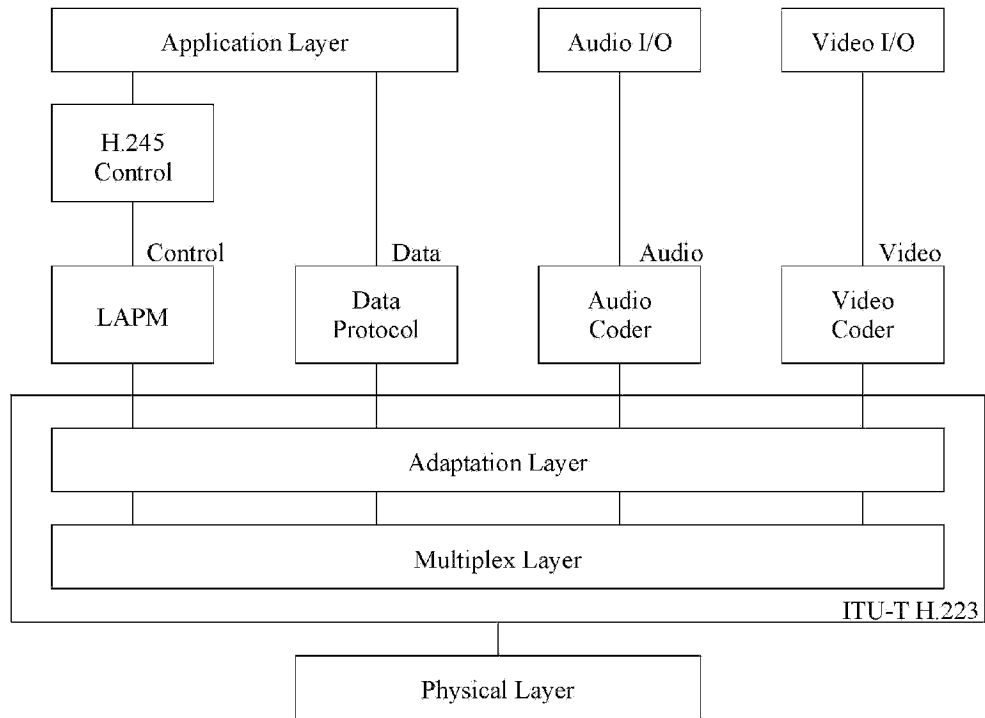 Application Layer
Audio I/O
Video I/O
H.245
Control
Control
Data
Audio
Video
LAPM
Data
Protocol
Audio
Coder
Video
Coder
Adaptation Layer
Multiplex Layer
ITU-T H.223
Physical Layer